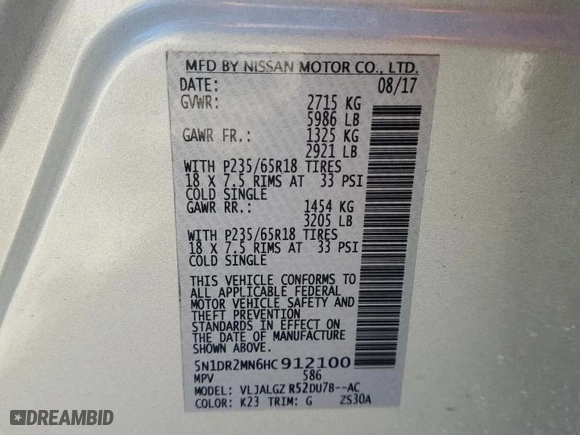 MFD BY NISSAN MOTOR CO., LTD.
DATE: 08/17
GVWR: 2715 KG
5986 LB
GAWR FR.: 1325 KG
2921 LB
WITH P235/65R18 TIRES
18 X 7.5 RIMS AT 33 PSI
COLD SINGLE
GAWR RR.: 1454 KG
3205 LB
WITH P235/65R18 TIRES
18 X 7.5 RIMS AT 33 PSI
COLD SINGLE
THIS VEHICLE CONFORMS TO
ALL APPLICABLE FEDERAL
MOTOR VEHICLE SAFETY AND
THEFT PREVENTION
STANDARDS IN EFFECT ON
THE DATE OF MANUFACTURE
SHOWN ABOVE.
5N1DR2MN6HC912100
MPV 586
MODEL: VLJALGZ R52DU7B--AC
COLOR: K23 TRIM: G ZS30A
DREAMBID